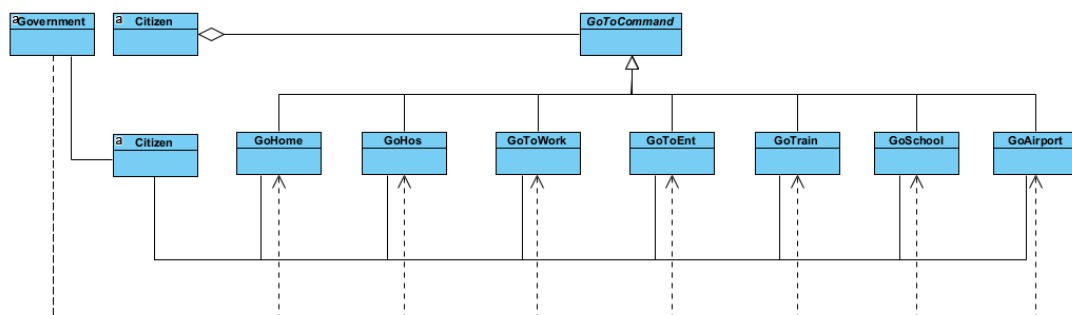 a Government
a Citizen
GoToCommand
a Citizen
GoHome
GoHos
GoToWork
GoToEnt
GoTrain
GoSchool
GoAirport